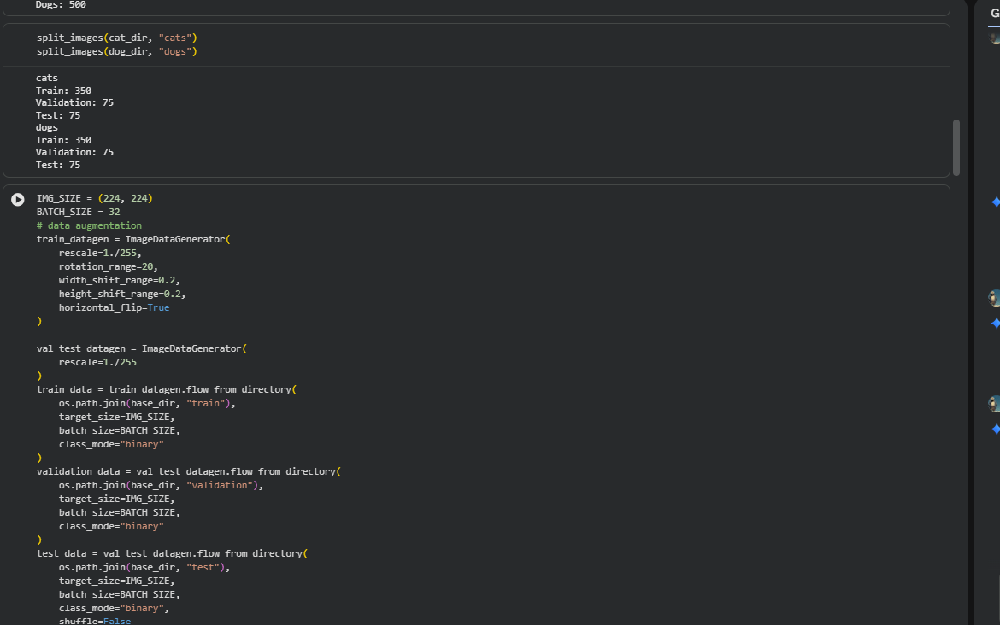 Dogs: 500
split_images(cat_dir, "cats")
split_images(dog_dir, "dogs")
cats
Train: 350
Validation: 75
Test: 75
dogs
Train: 350
Validation: 75
Test: 75
IMG_SIZE = (224, 224)
BATCH_SIZE = 32
# data augmentation
train_datagen = ImageDataGenerator(
    rescale=1./255,
    rotation_range=20,
    width_shift_range=0.2,
    height_shift_range=0.2,
    horizontal_flip=True
)
val_test_datagen = ImageDataGenerator(
    rescale=1./255
)
train_data = train_datagen.flow_from_directory(
    os.path.join(base_dir, "train"),
    target_size=IMG_SIZE,
    batch_size=BATCH_SIZE,
    class_mode="binary"
)
validation_data = val_test_datagen.flow_from_directory(
    os.path.join(base_dir, "validation"),
    target_size=IMG_SIZE,
    batch_size=BATCH_SIZE,
    class_mode="binary"
)
test_data = val_test_datagen.flow_from_directory(
    os.path.join(base_dir, "test"),
    target_size=IMG_SIZE,
    batch_size=BATCH_SIZE,
    class_mode="binary",
    shuffle=False
G